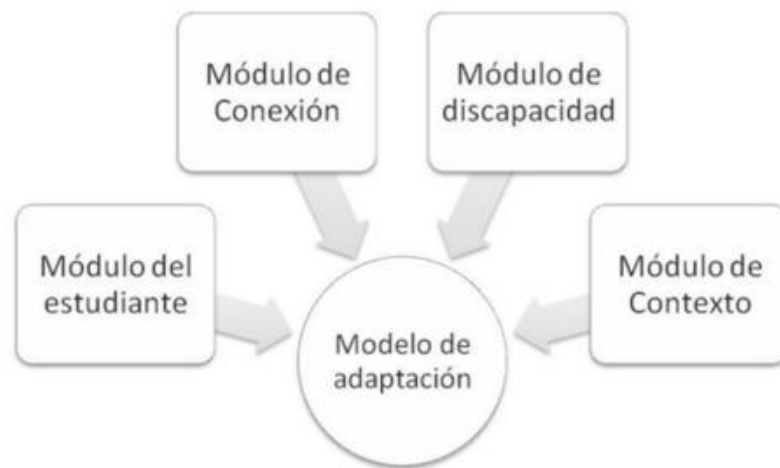 Módulo de
Conexión
Módulo de
discapacidad
Módulo del
estudiante
Módulo de
Contexto
Modelo de
adaptación